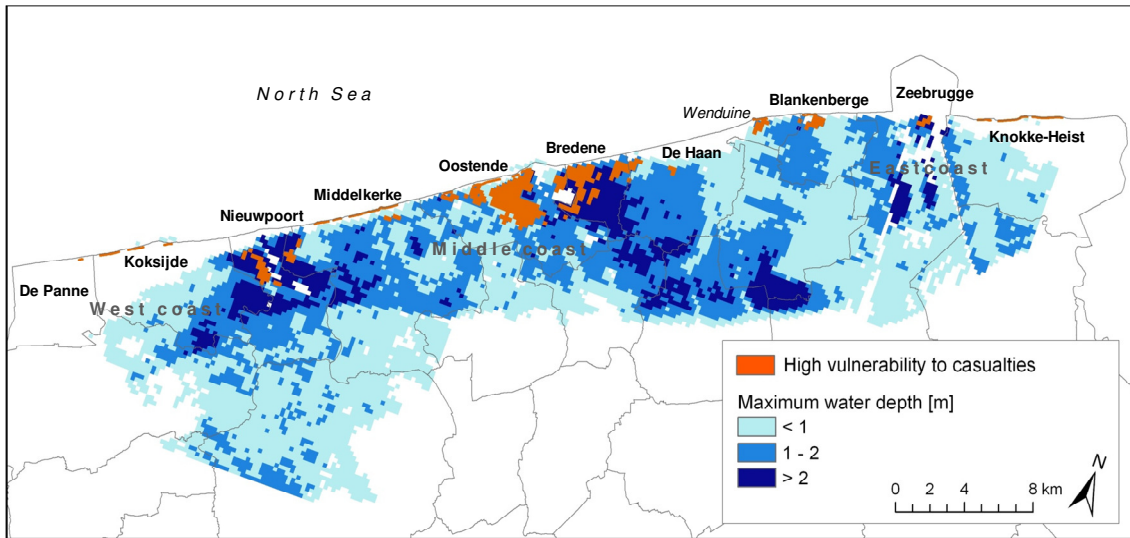 North Sea
Zeebrugge
Blankenberge
Wenduine
Knokke-Heist
Bredene
De Haan
Oostende
Eastcoast
Middelkerke
Nieuwpoort
Middle coast
Koksijde
De Panne
West coast
High vulnerability to casualties
Maximum water depth [m]
< 1
1 - 2
> 2
N
0 2 4 8 km